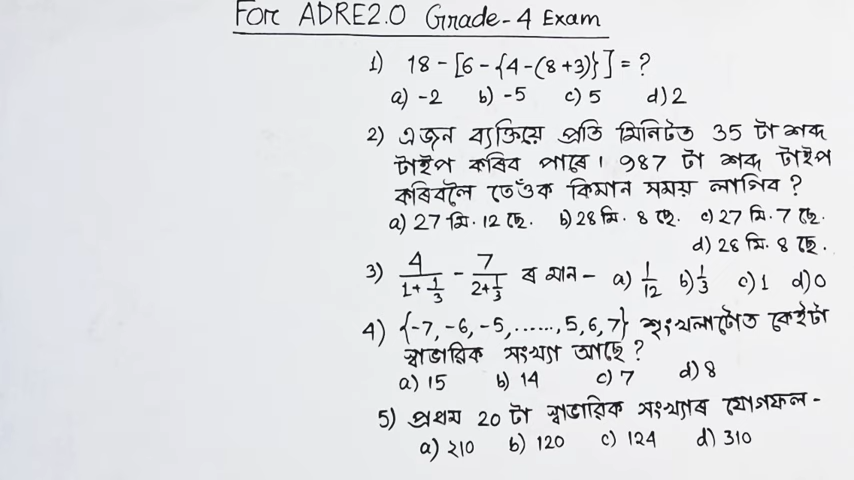 For ADRE2.0 Grade-4 Exam
1) 18 - [6 - {4 - (8+3)}] = ?
a) -2 b) -5 c) 5 d) 2
2) এজন ব্যক্তিয়ে প্ৰতি মিনিটত 35 টা শব্দ
টাইপ কৰিব পাৰে। 987 টা শব্দ টাইপ
কৰিবলৈ তেওঁক কিমান সময় লাগিব ?
a) 27 মি. 12 ছে. b) 28 মি. 8 ছে. c) 27 মি. 7 ছে.
d) 26 মি. 8 ছে.
3) 4/(1+1/3) - 7/(2+1/3) ৰ মান - a) 1/12 b) 1/3 c) 1 d) 0
4) {-7, -6, -5, ......, 5, 6, 7} শৃংখলাটোত কেইটা
স্বাভাৱিক সংখ্যা আছে ?
a) 15 b) 14 c) 7 d) 8
5) প্ৰথম 20 টা স্বাভাৱিক সংখ্যাৰ যোগফল -
a) 210 b) 120 c) 124 d) 310